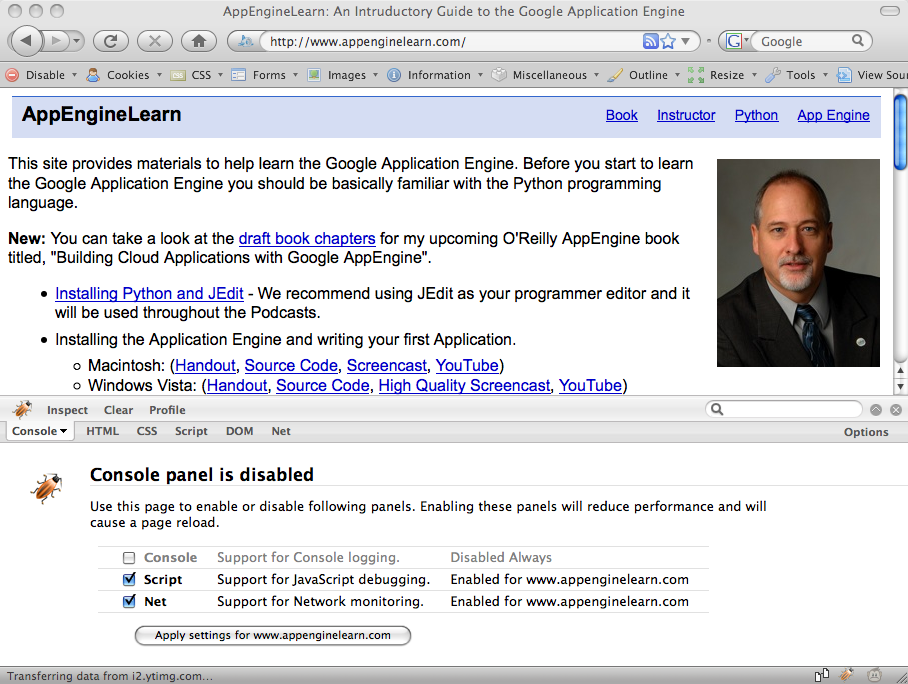 AppEngineLearn: An Intruductory Guide to the Google Application Engine
http://www.appenginelearn.com/
G
Google
Disable Cookies CSS Forms Images Information Miscellaneous Outline Resize Tools View Sour
AppEngineLearn
Book Instructor Python App Engine
This site provides materials to help learn the Google Application Engine. Before you start to learn
the Google Application Engine you should be basically familiar with the Python programming
language.
New: You can take a look at the draft book chapters for my upcoming O'Reilly AppEngine book
titled, "Building Cloud Applications with Google AppEngine".
• Installing Python and JEdit - We recommend using JEdit as your programmer editor and it
will be used throughout the Podcasts.
• Installing the Application Engine and writing your first Application.
○ Macintosh: (Handout, Source Code, Screencast, YouTube)
○ Windows Vista: (Handout, Source Code, High Quality Screencast, YouTube)
Inspect Clear Profile
Console HTML CSS Script DOM Net
Options
Console panel is disabled
Use this page to enable or disable following panels. Enabling these panels will reduce performance and will
cause a page reload.
Console Support for Console logging. Disabled Always
Script Support for JavaScript debugging. Enabled for www.appenginelearn.com
Net Support for Network monitoring. Enabled for www.appenginelearn.com
Apply settings for www.appenginelearn.com
Transferring data from i2.ytimg.com...